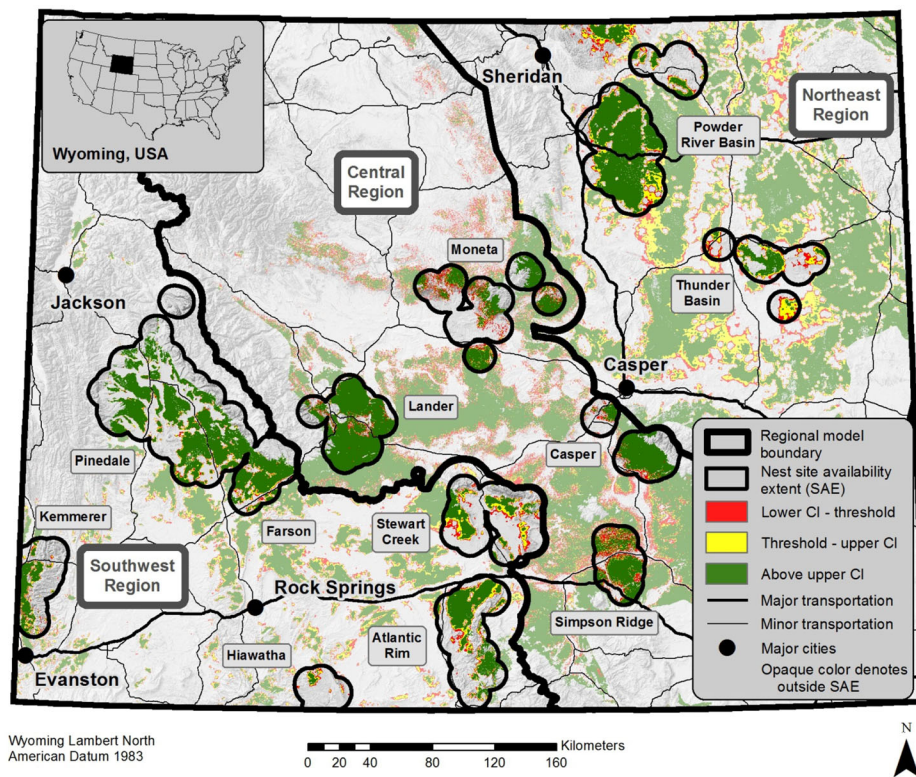 Wyoming, USA
Sheridan
Northeast
Region
Powder
River Basin
Central
Region
Moneta
Jackson
Thunder
Basin
Casper
Lander
Pinedale
Casper
Kemmerer
Farson
Stewart
Creek
Southwest
Region
Rock Springs
Simpson Ridge
Hiawatha
Atlantic
Rim
Evanston
Regional model
boundary
Nest site availability
extent (SAE)
Lower CI - threshold
Threshold - upper CI
Above upper CI
Major transportation
Minor transportation
Major cities
Opaque color denotes
outside SAE
Wyoming Lambert North
American Datum 1983
Kilometers
0 20 40 80 120 160
N